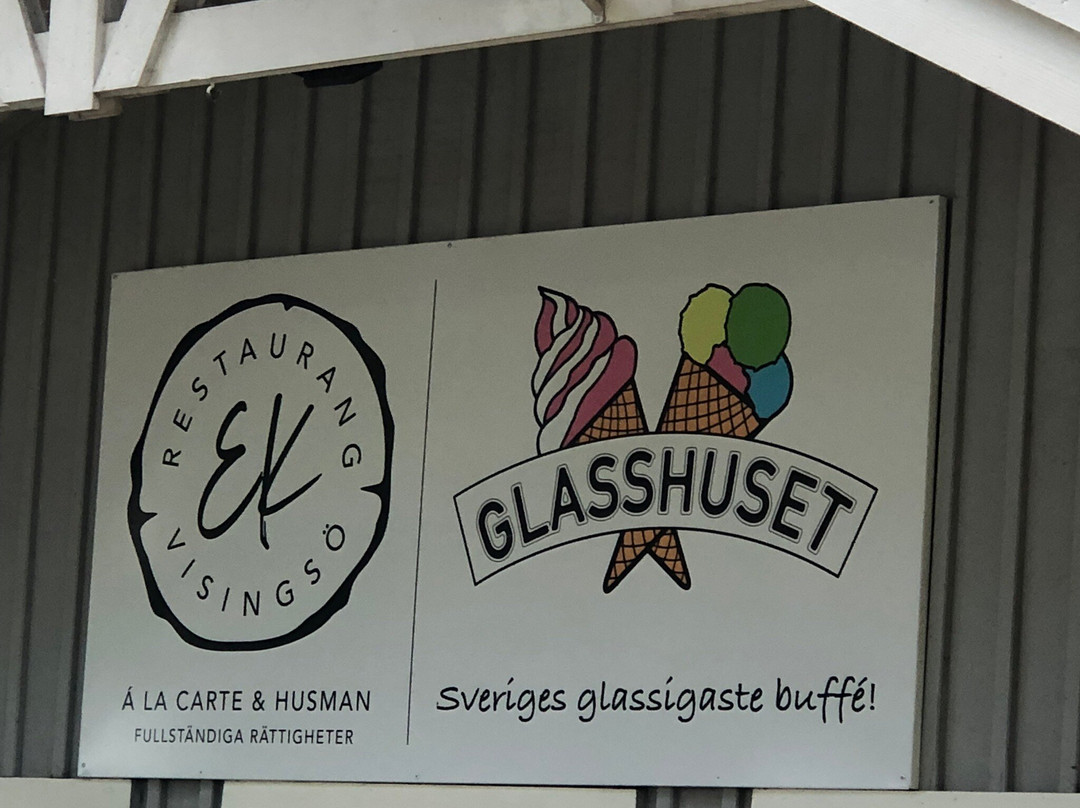 RESTAURANG
EK
VISINGSÖ
Á LA CARTE & HUSMAN
FULLSTÄNDIGA RÄTTIGHETER
GLASSHUSET
Sveriges glassigaste buffé!